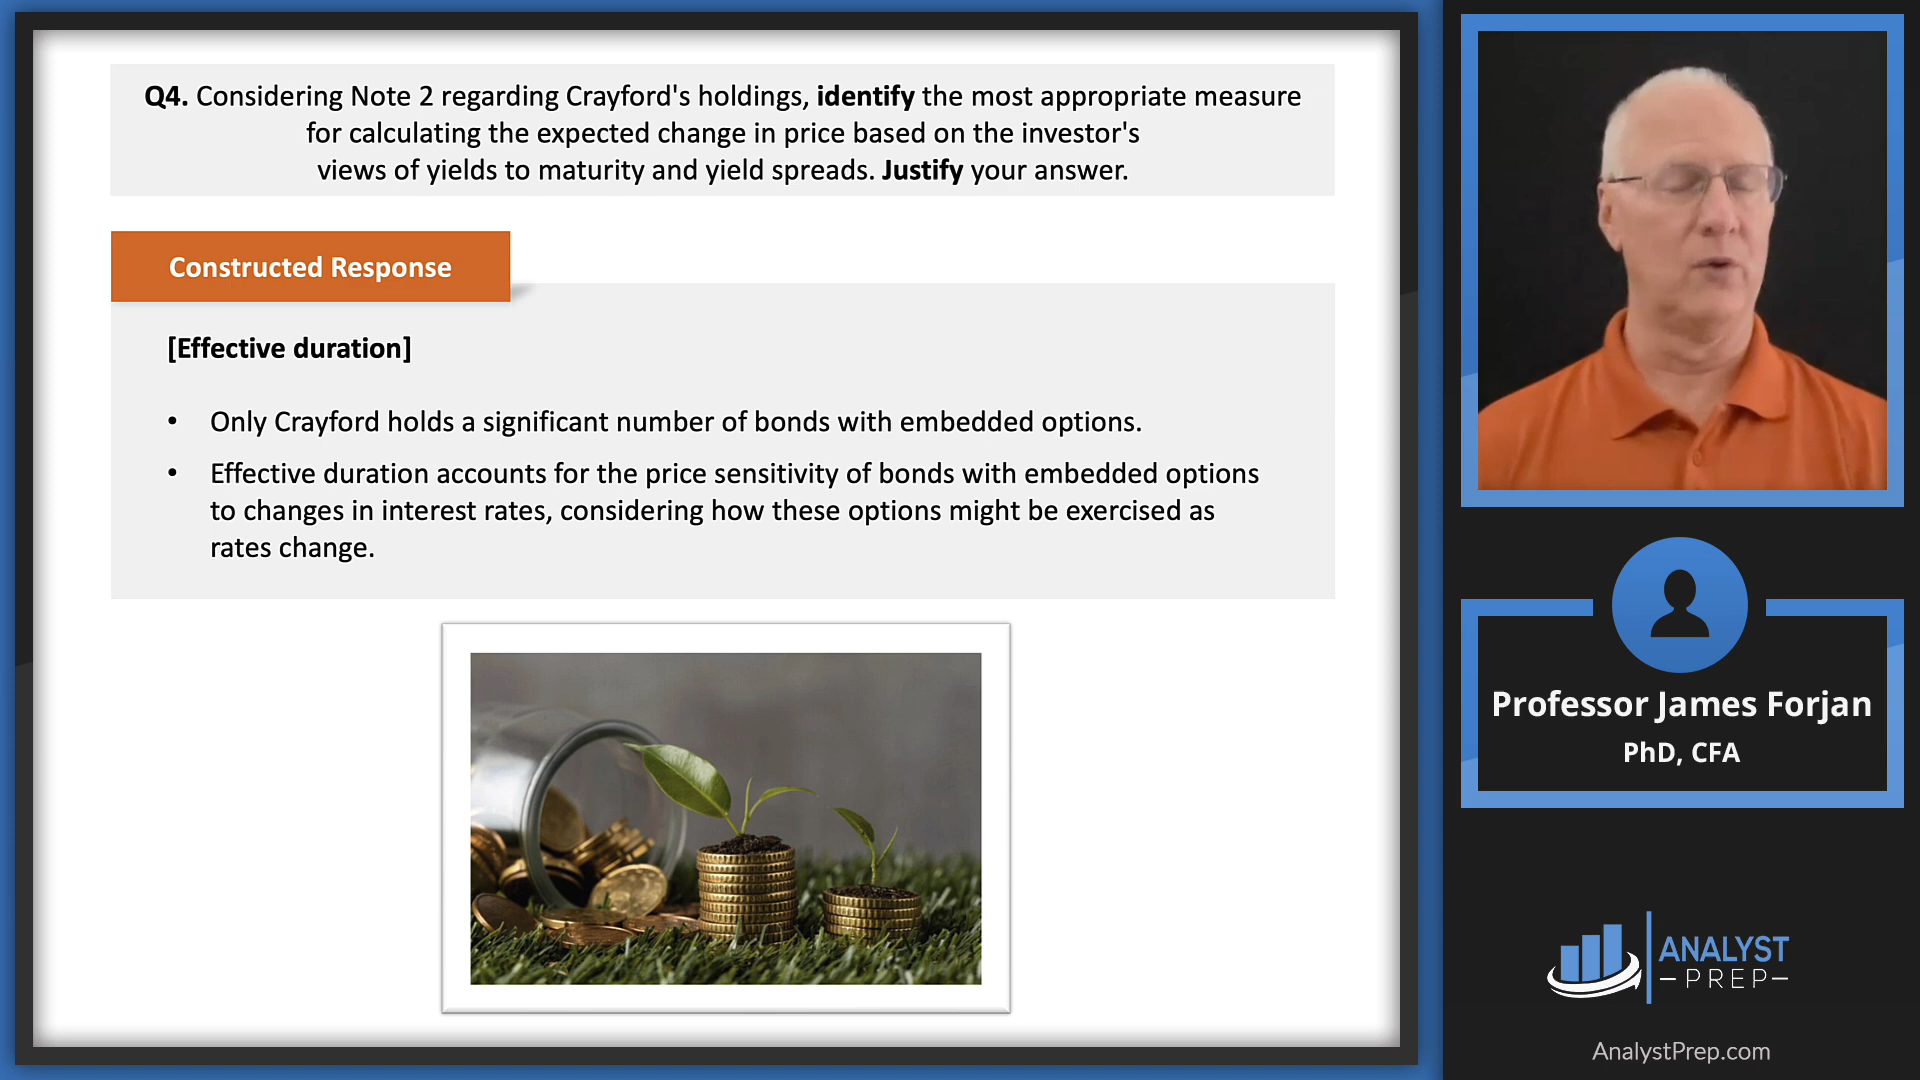 Q4. Considering Note 2 regarding Crayford's holdings, identify the most appropriate measure
for calculating the expected change in price based on the investor's
views of yields to maturity and yield spreads. Justify your answer.
Constructed Response
[Effective duration]
• Only Crayford holds a significant number of bonds with embedded options.
• Effective duration accounts for the price sensitivity of bonds with embedded options
to changes in interest rates, considering how these options might be exercised as
rates change.
Professor James Forjan
PhD, CFA
ANALYST
PREP
AnalystPrep.com